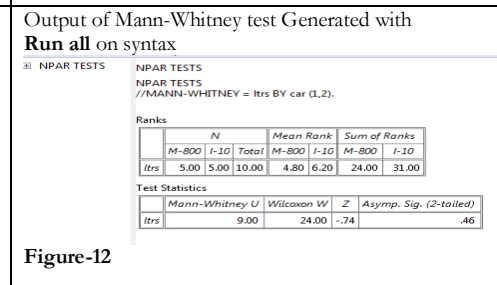 Output of Mann-Whitney test Generated with
Run all on syntax
NPAR TESTS
NPAR TESTS
NPAR TESTS
//MANN-WHITNEY = ltrs BY car (1,2).
Ranks
N Mean Rank Sum of Ranks
M-800 I-10 Total M-800 I-10 M-800 I-10
ltrs 5.00 5.00 10.00 4.80 6.20 24.00 31.00
Test Statistics
Mann-Whitney U Wilcoxon W Z Asymp. Sig. (2-tailed)
ltrs 9.00 24.00 -.74 .46
Figure-12